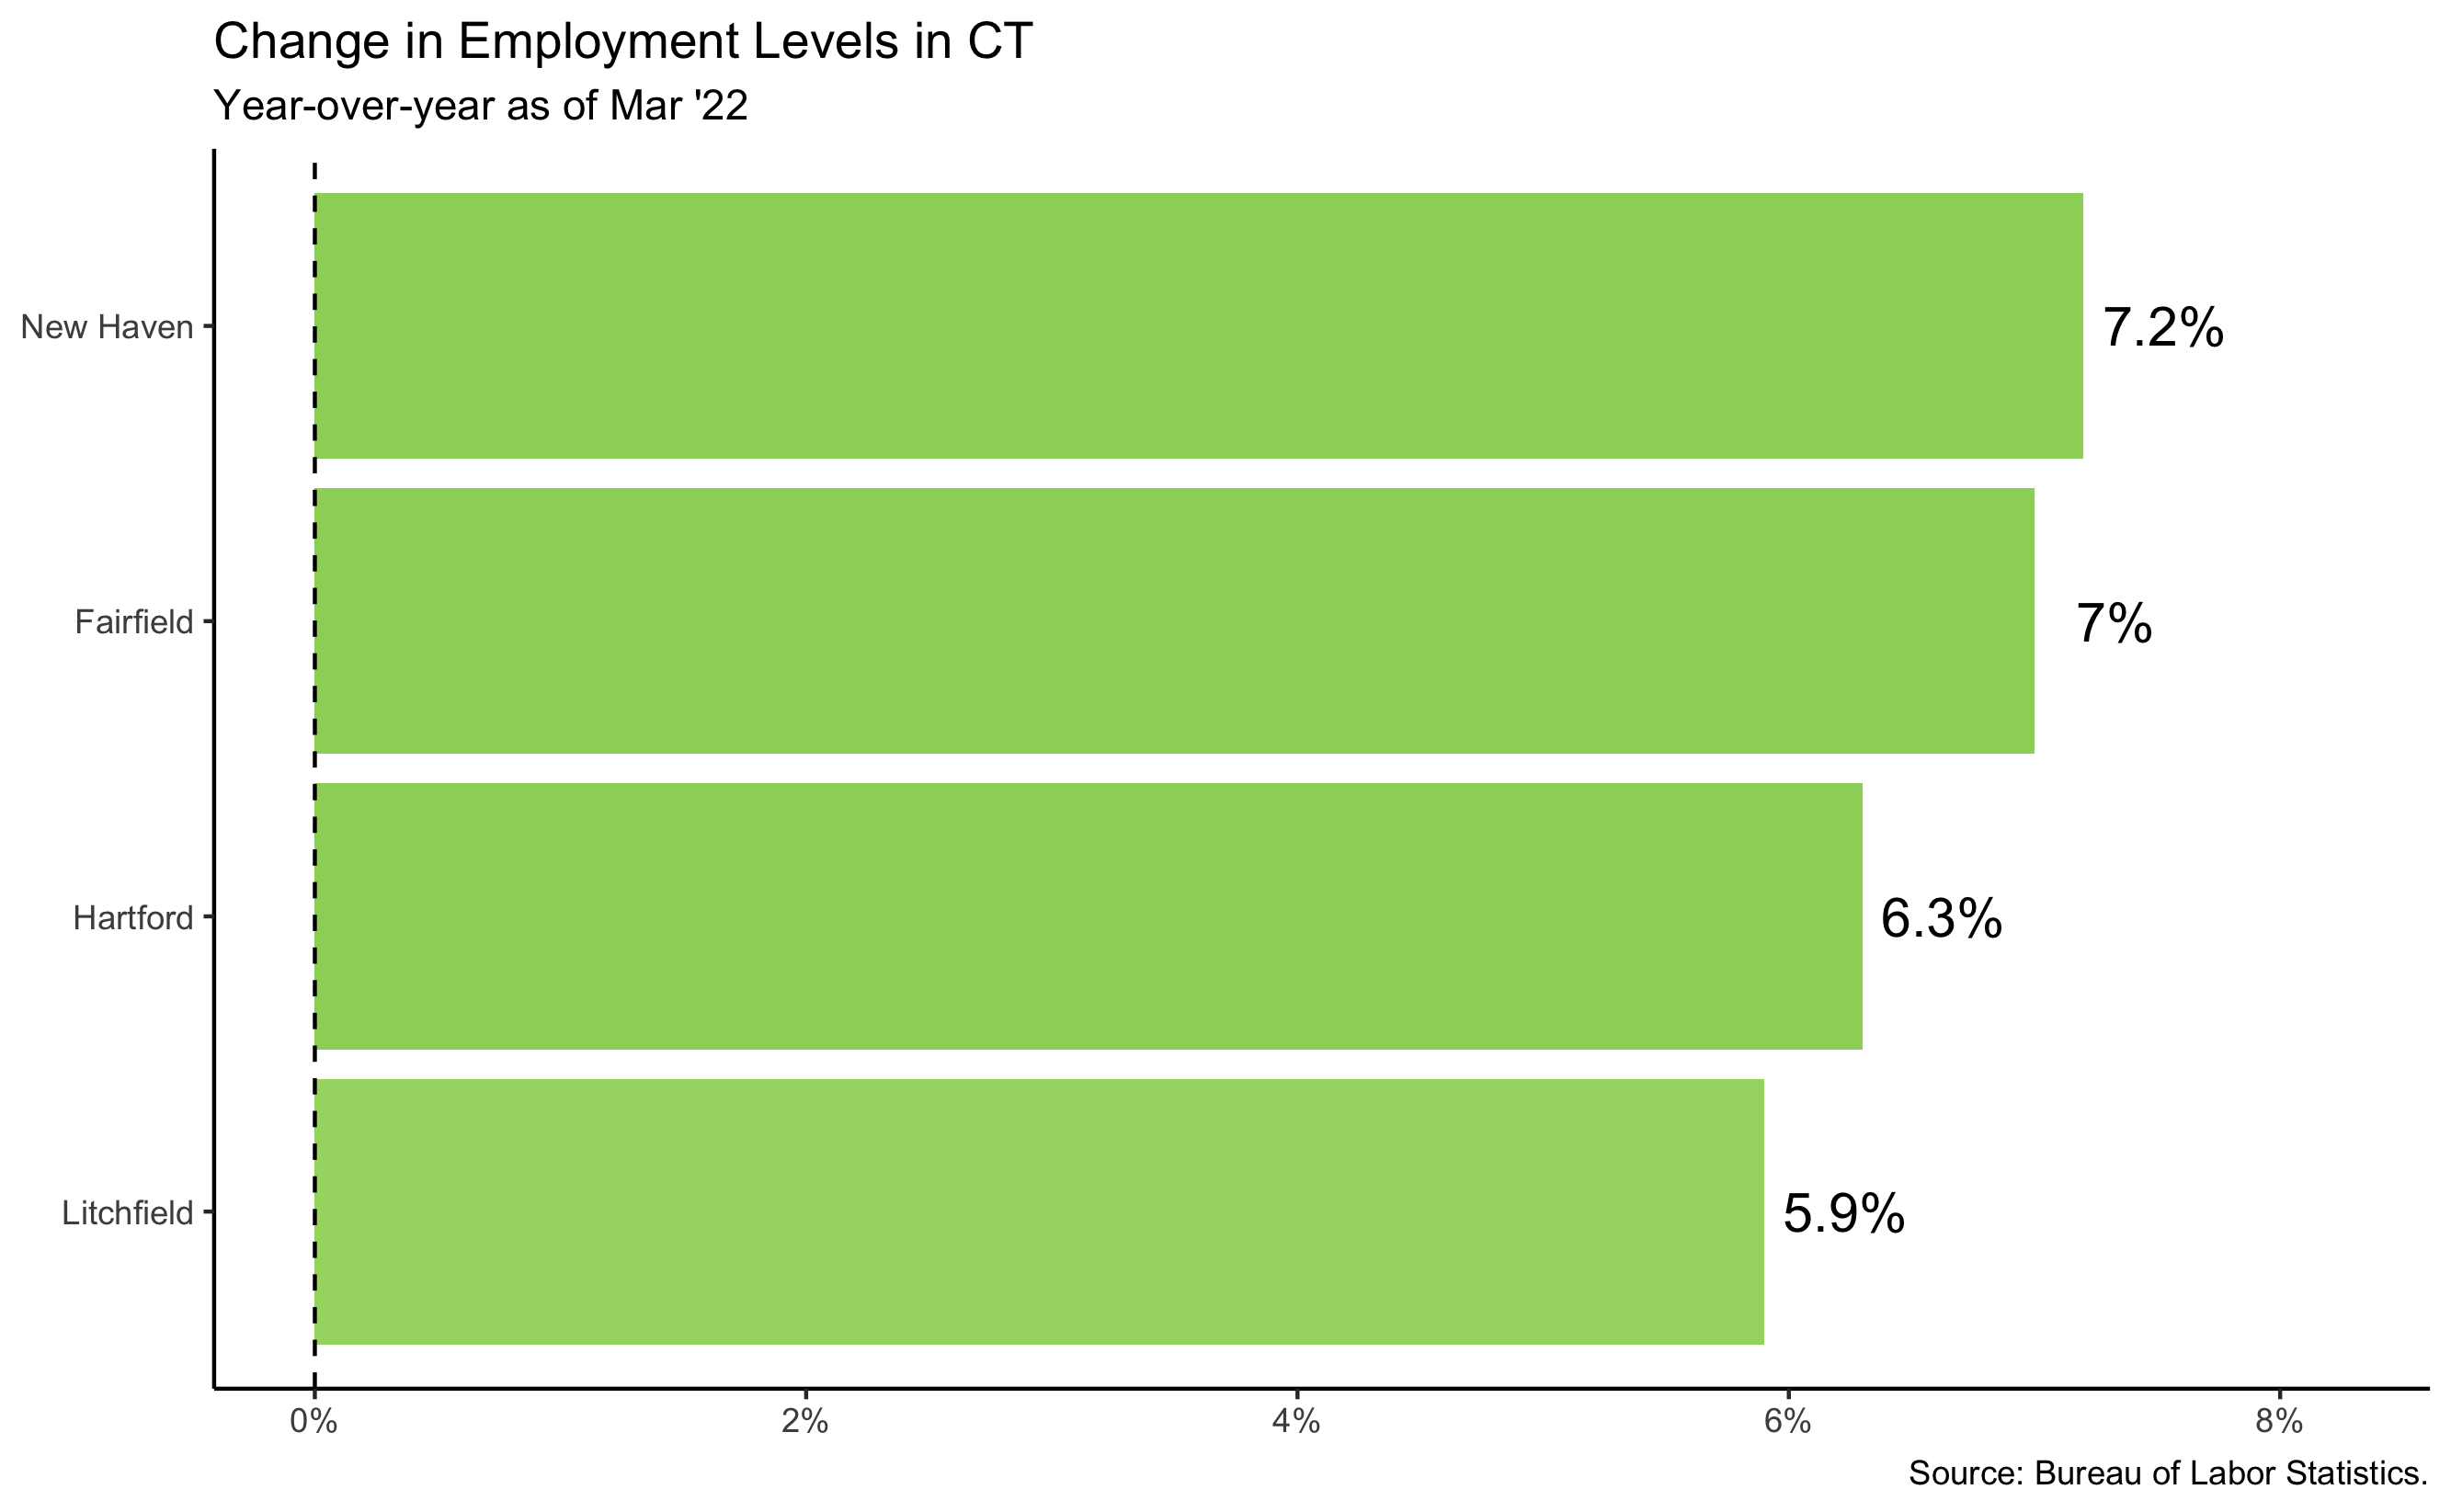 Change in Employment Levels in CT
Year-over-year as of Mar '22
New Haven
7.2%
Fairfield
7%
Hartford
6.3%
Litchfield
5.9%
0% 2% 4% 6% 8%
Source: Bureau of Labor Statistics.